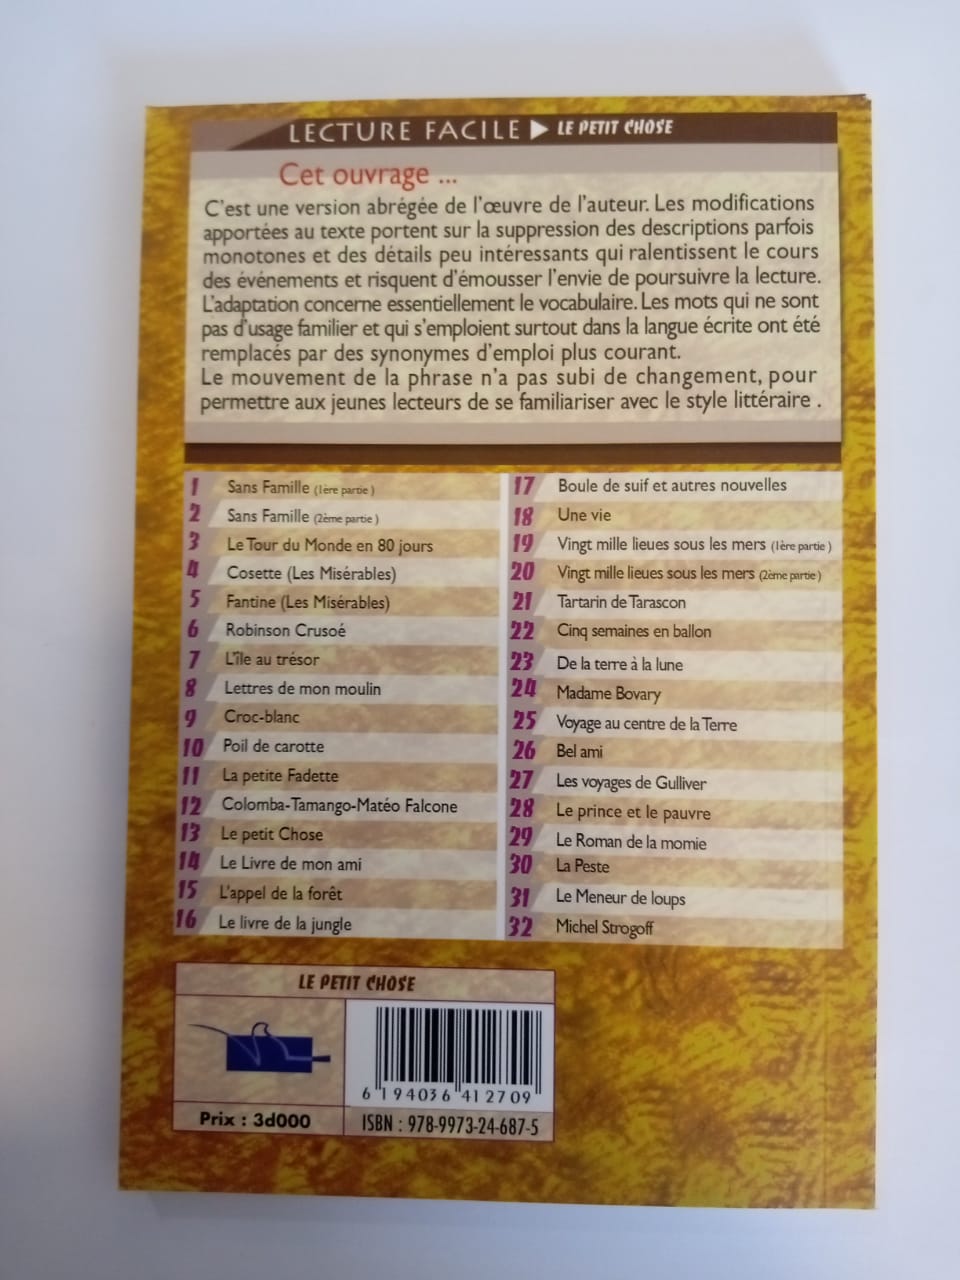 LECTURE FACILE ▶ LE PETIT CHOSE
Cet ouvrage ...
C'est une version abrégée de l'œuvre de l'auteur. Les modifications
apportées au texte portent sur la suppression des descriptions parfois
monotones et des détails peu intéressants qui ralentissent le cours
des événements et risquent d'émousser l'envie de poursuivre la lecture.
L'adaptation concerne essentiellement le vocabulaire. Les mots qui ne sont
pas d'usage familier et qui s'emploient surtout dans la langue écrite ont été
remplacés par des synonymes d'emploi plus courant.
Le mouvement de la phrase n'a pas subi de changement, pour
permettre aux jeunes lecteurs de se familiariser avec le style littéraire .
1 Sans Famille (1ère partie )
2 Sans Famille (2ème partie )
3 Le Tour du Monde en 80 jours
4 Cosette (Les Misérables)
5 Fantine (Les Misérables)
6 Robinson Crusoé
7 L'île au trésor
8 Lettres de mon moulin
9 Croc-blanc
10 Poil de carotte
11 La petite Fadette
12 Colomba-Tamango-Matéo Falcone
13 Le petit Chose
14 Le Livre de mon ami
15 L'appel de la forêt
16 Le livre de la jungle
17 Boule de suif et autres nouvelles
18 Une vie
19 Vingt mille lieues sous les mers (1ère partie )
20 Vingt mille lieues sous les mers (2ème partie )
21 Tartarin de Tarascon
22 Cinq semaines en ballon
23 De la terre à la lune
24 Madame Bovary
25 Voyage au centre de la Terre
26 Bel ami
27 Les voyages de Gulliver
28 Le prince et le pauvre
29 Le Roman de la momie
30 La Peste
31 Le Meneur de loups
32 Michel Strogoff
LE PETIT CHOSE
6 194036 412709
Prix : 3d000
ISBN : 978-9973-24-687-5